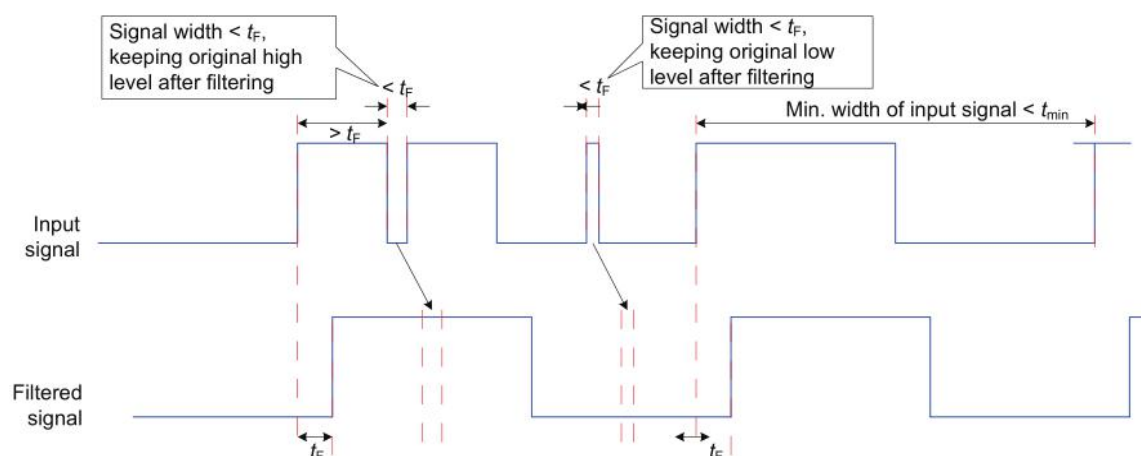 Signal width < tF,
keeping original high
level after filtering
Signal width < tF,
keeping original low
level after filtering
< tF
< tF
> tF
Min. width of input signal < tmin
Input
signal
Filtered
signal
tF
tF